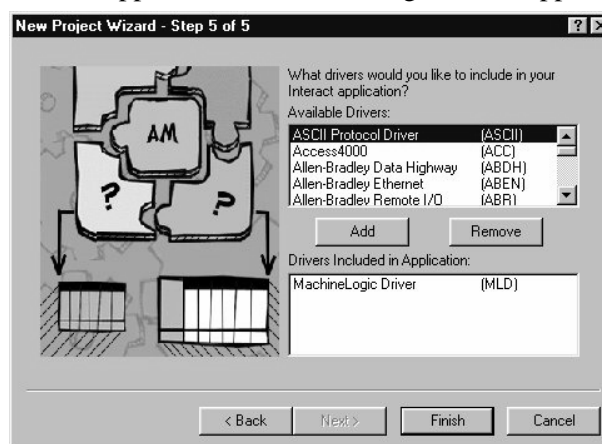 New Project Wizard - Step 5 of 5
AM
?
?
What drivers would you like to include in your
Interact application?
Available Drivers:
ASCII Protocol Driver (ASCII)
Access4000 (ACC)
Allen-Bradley Data Highway (ABDH)
Allen-Bradley Ethernet (ABEN)
Allen-Bradley Remote I/O (ABR)
Add Remove
Drivers Included in Application:
MachineLogic Driver (MLD)
< Back Next > Finish Cancel